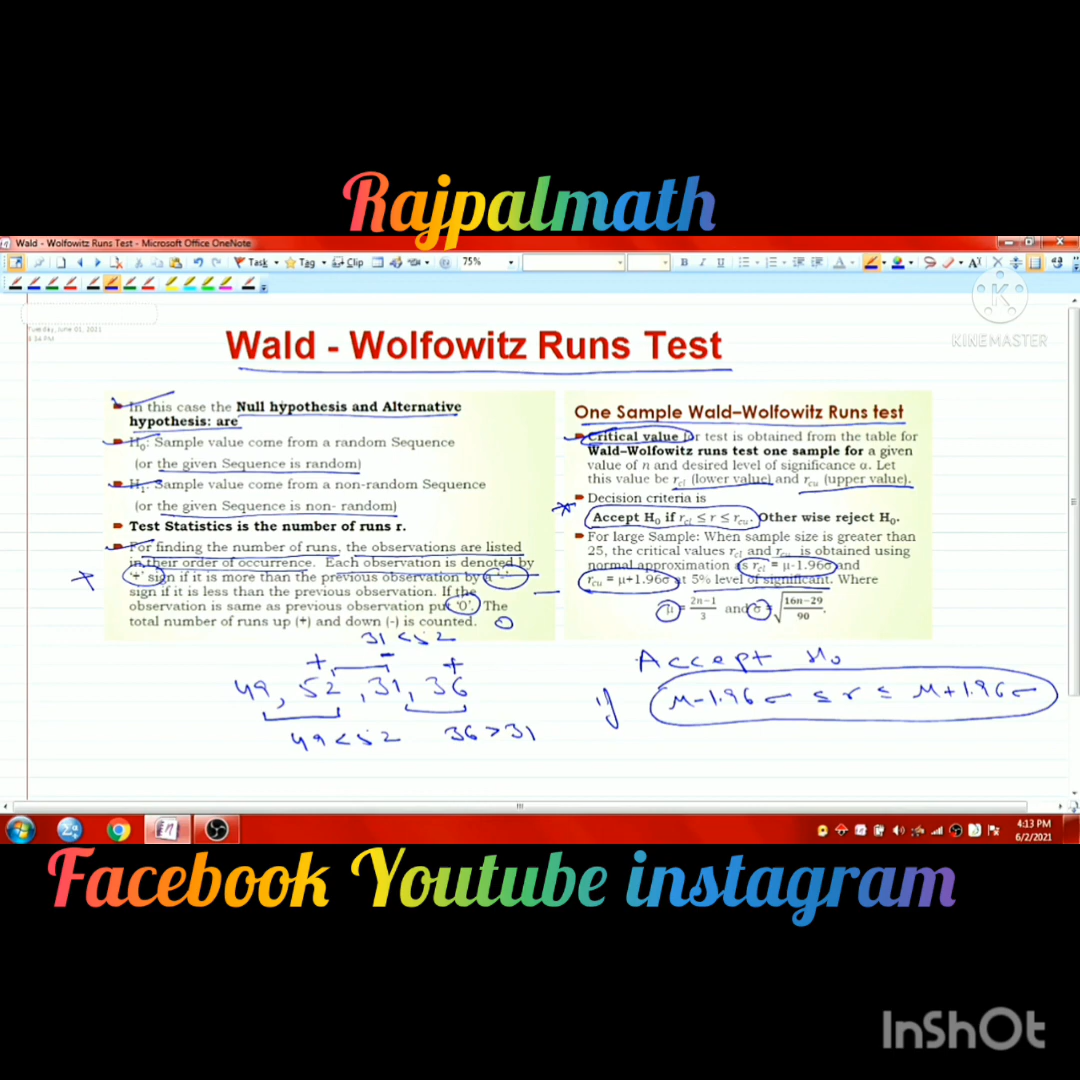 Rajpalmath
Wald - Wolfowitz Runs Test - Microsoft Office OneNote
Task
Tag
Clip
75%
B I U
KINEMASTER
Tuesday, June 01, 2021
Wald - Wolfowitz Runs Test
In this case the Null hypothesis and Alternative
hypothesis: are
H0: Sample value come from a random Sequence
(or the given Sequence is random)
H1: Sample value come from a non-random Sequence
(or the given Sequence is non- random)
Test Statistics is the number of runs r.
For finding the number of runs, the observations are listed
in their order of occurrence. Each observation is denoted by
'+' sign if it is more than the previous observation by a '-'
sign if it is less than the previous observation. If the
observation is same as previous observation put '0'. The
total number of runs up (+) and down (-) is counted.
+
0
31 < 52
+ - +
49, 52, 31, 36
49 < 52 36 > 31
One Sample Wald–Wolfowitz Runs test
Critical value for test is obtained from the table for
Wald–Wolfowitz runs test one sample for a given
value of n and desired level of significance α. Let
this value be rcl (lower value) and rcu (upper value).
Decision criteria is
Accept H0 if rcl ≤ r ≤ rcu. Other wise reject H0.
For large Sample: When sample size is greater than
25, the critical values rcl and rcu is obtained using
normal approximation as rcl = μ-1.96σ and
rcu = μ+1.96σ at 5% level of significant. Where
μ = 2n−1/3 and σ = √16n−29/90.
Accept H0
if μ-1.96σ ≤ r ≤ μ+1.96σ
4:13 PM
6/2/2021
Facebook Youtube instagram
InShOt